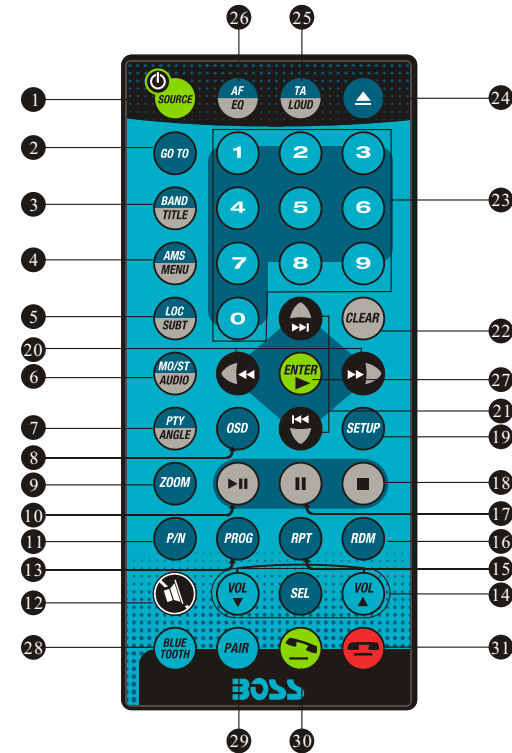 26 25
1 SOURCE AF EQ TA LOUD 24
2 GO TO 1 2 3
3 BAND TITLE 4 5 6 23
4 AMS MENU 7 8 9
5 LOC SUBT 0 CLEAR 22
20
6 MO/ST AUDIO ENTER 27
21
7 PTY ANGLE OSD SETUP 19
8
9 ZOOM 18
10 17
11 P/N PROG RPT RDM 16
13 15
12 VOL SEL VOL 14
28 BLUE TOOTH PAIR 31
BOSS
29 30